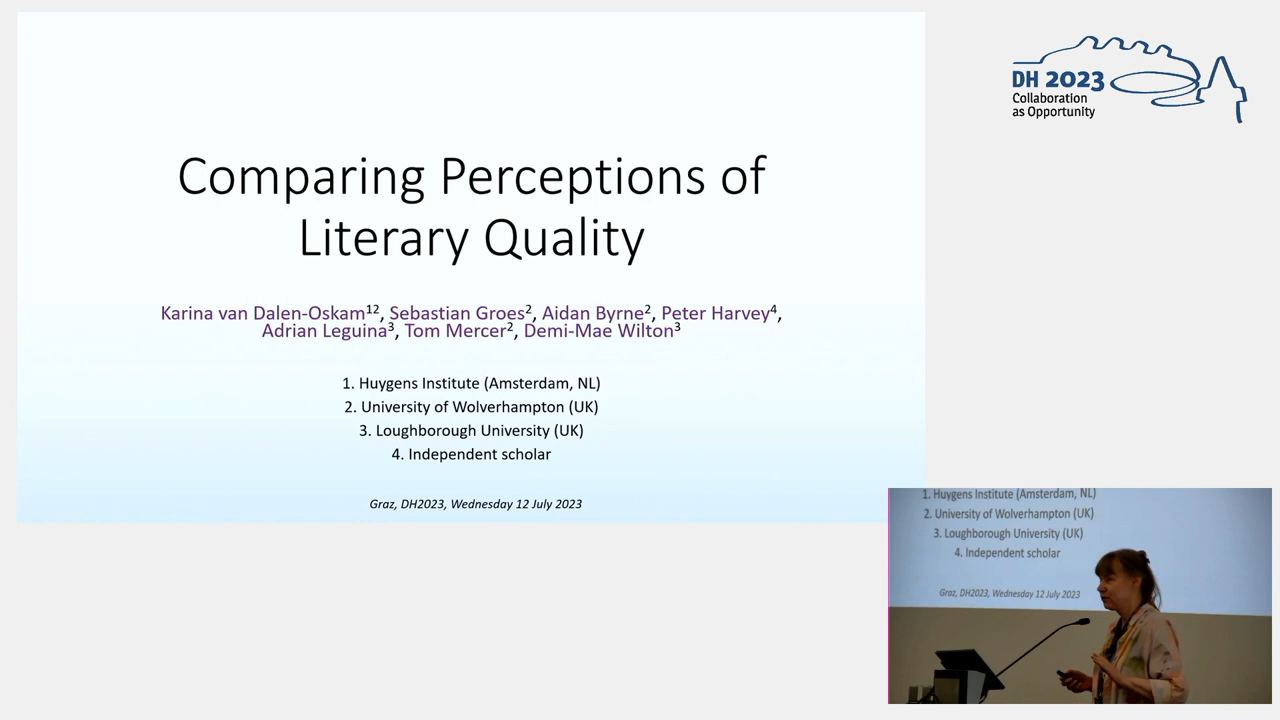 Comparing Perceptions of
Literary Quality
Karina van Dalen-Oskam12, Sebastian Groes2, Aidan Byrne2, Peter Harvey4,
Adrian Leguina3, Tom Mercer2, Demi-Mae Wilton3
1. Huygens Institute (Amsterdam, NL)
2. University of Wolverhampton (UK)
3. Loughborough University (UK)
4. Independent scholar
Graz, DH2023, Wednesday 12 July 2023
DH 2023
Collaboration
as Opportunity
1. Huygens Institute (Amsterdam, NL)
2. University of Wolverhampton (UK)
3. Loughborough University (UK)
4. Independent scholar
Graz, DH2023, Wednesday 12 July 2023